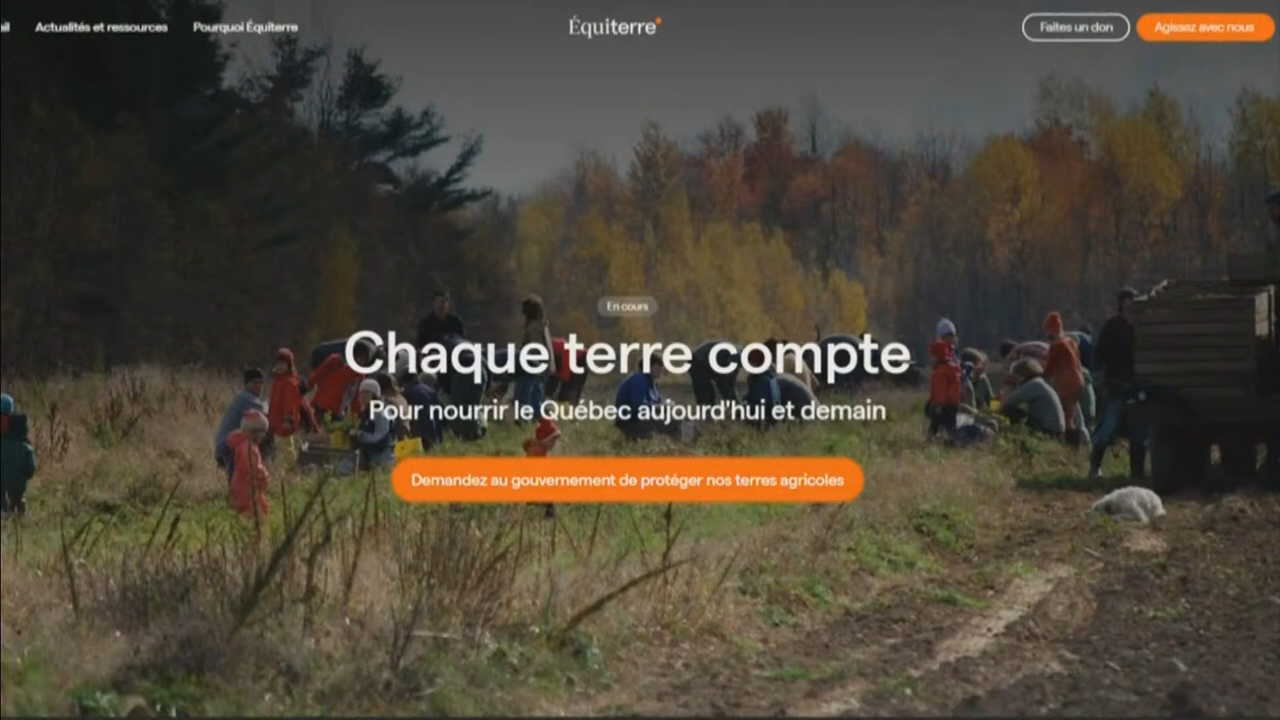 Actualités et ressources
Pourquoi Équiterre
Équiterre
Faites un don
Agissez avec nous
En cours
Chaque terre compte
Pour nourrir le Québec aujourd'hui et demain
Demandez au gouvernement de protéger nos terres agricoles